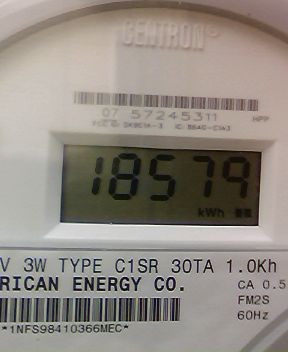 CENTRON®
07 57245311
HPP
18579
kWh
V 3W TYPE C1SR 30TA 1.0Kh
RICAN ENERGY CO.
CA 0.5
FM2S
60Hz
*1NFS98410366MEC*